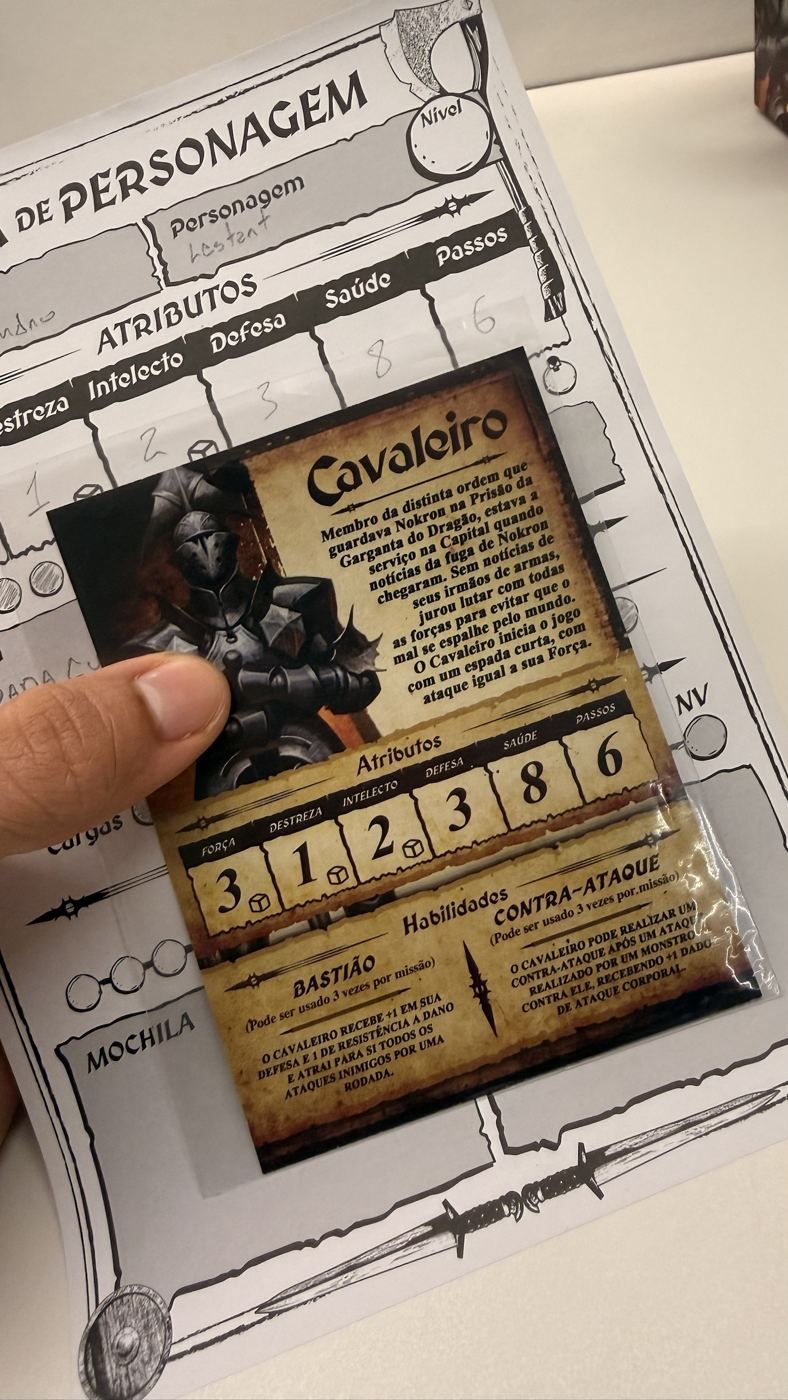 DE PERSONAGEM
Nível
Personagem
Lestant
ATRIBUTOS
Intelecto Defesa Saúde Passos
1 2 3 8 6
Cavaleiro
Membro da distinta ordem que
guardava Nokron na Prisão da
Garganta do Dragão, estava a
serviço na Capital quando
notícias da fuga de Nokron
chegaram. Sem notícias de
seus irmãos de armas,
jurou lutar com todas
as forças para evitar que o
mal se espalhe pelo mundo.
O Cavaleiro inicia o jogo
com um espada curta, com
ataque igual a sua Força.
Atributos
FORÇA DESTREZA INTELECTO DEFESA SAÚDE PASSOS
3 1 2 3 8 6
Habilidades
BASTIÃO
(Pode ser usado 3 vezes por missão)
O CAVALEIRO RECEBE +1 EM SUA
DEFESA E 1 DE RESISTÊNCIA A DANO
E ATRAI PARA SI TODOS OS
ATAQUES INIMIGOS POR UMA
RODADA.
CONTRA-ATAQUE
(Pode ser usado 3 vezes por missão)
O CAVALEIRO PODE REALIZAR UM
CONTRA-ATAQUE APÓS UM ATAQUE
REALIZADO POR UM MONSTRO
CONTRA ELE, RECEBENDO +1 DADO
DE ATAQUE CORPORAL.
NV
Cargas
MOCHILA